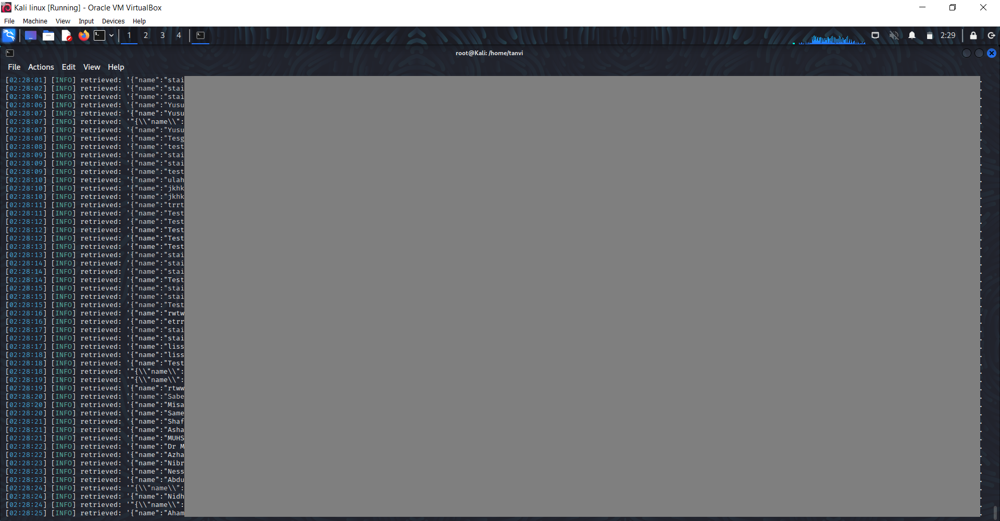 Kali linux [Running] - Oracle VM VirtualBox
File Machine View Input Devices Help
1 2 3 4 2:29
root@Kali: /home/tanvi
File Actions Edit View Help
[02:28:01] [INFO] retrieved: '{"name":"stai
[02:28:02] [INFO] retrieved: '{"name":"stai
[02:28:04] [INFO] retrieved: '{"name":"stai
[02:28:06] [INFO] retrieved: '{"name":"Yusu
[02:28:07] [INFO] retrieved: '{"name":"Yusu
[02:28:07] [INFO] retrieved: '"{\\"name\\":
[02:28:07] [INFO] retrieved: '{"name":"Yusu
[02:28:08] [INFO] retrieved: '{"name":"Tesg
[02:28:08] [INFO] retrieved: '{"name":"test
[02:28:09] [INFO] retrieved: '{"name":"stai
[02:28:09] [INFO] retrieved: '{"name":"stai
[02:28:09] [INFO] retrieved: '{"name":"test
[02:28:10] [INFO] retrieved: '{"name":"ulah
[02:28:10] [INFO] retrieved: '{"name":"jkhk
[02:28:10] [INFO] retrieved: '{"name":"jkhk
[02:28:11] [INFO] retrieved: '{"name":"trrt
[02:28:11] [INFO] retrieved: '{"name":"Test
[02:28:12] [INFO] retrieved: '{"name":"Test
[02:28:12] [INFO] retrieved: '{"name":"Test
[02:28:12] [INFO] retrieved: '{"name":"Test
[02:28:13] [INFO] retrieved: '{"name":"Test
[02:28:13] [INFO] retrieved: '{"name":"stai
[02:28:14] [INFO] retrieved: '{"name":"stai
[02:28:14] [INFO] retrieved: '{"name":"stai
[02:28:14] [INFO] retrieved: '{"name":"Test
[02:28:15] [INFO] retrieved: '{"name":"stai
[02:28:15] [INFO] retrieved: '{"name":"stai
[02:28:15] [INFO] retrieved: '{"name":"Test
[02:28:16] [INFO] retrieved: '{"name":"rwtw
[02:28:16] [INFO] retrieved: '{"name":"etrr
[02:28:17] [INFO] retrieved: '{"name":"stai
[02:28:17] [INFO] retrieved: '{"name":"stai
[02:28:17] [INFO] retrieved: '{"name":"liss
[02:28:18] [INFO] retrieved: '{"name":"liss
[02:28:18] [INFO] retrieved: '{"name":"Test
[02:28:18] [INFO] retrieved: '"{\\"name\\":
[02:28:19] [INFO] retrieved: '"{\\"name\\":
[02:28:19] [INFO] retrieved: '{"name":"rtww
[02:28:20] [INFO] retrieved: '{"name":"Sabe
[02:28:20] [INFO] retrieved: '{"name":"Misa
[02:28:20] [INFO] retrieved: '{"name":"Same
[02:28:21] [INFO] retrieved: '{"name":"Shaf
[02:28:21] [INFO] retrieved: '{"name":"Asha
[02:28:21] [INFO] retrieved: '{"name":"MUHS
[02:28:22] [INFO] retrieved: '{"name":"Dr M
[02:28:22] [INFO] retrieved: '{"name":"Azha
[02:28:23] [INFO] retrieved: '{"name":"Nibr
[02:28:23] [INFO] retrieved: '{"name":"Ness
[02:28:23] [INFO] retrieved: '{"name":"Abdu
[02:28:24] [INFO] retrieved: '"{\\"name\\":
[02:28:24] [INFO] retrieved: '{"name":"Nidh
[02:28:24] [INFO] retrieved: '"{\\"name\\":
[02:28:25] [INFO] retrieved: '{"name":"Aham